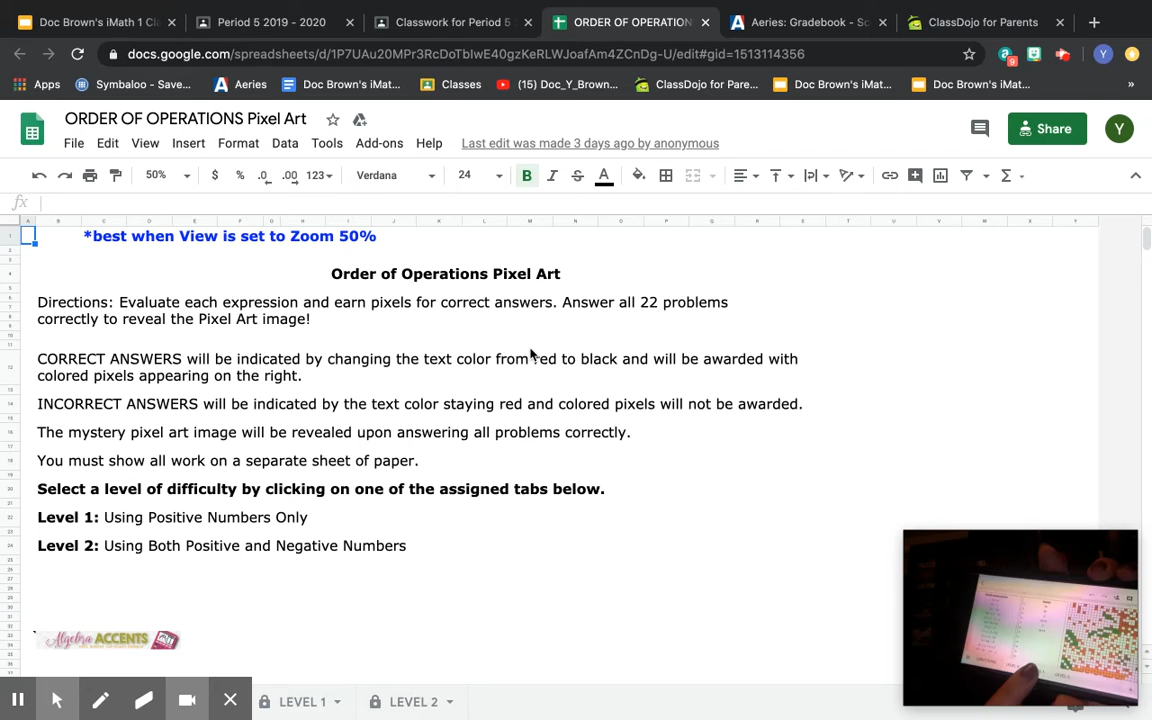 Doc Brown's iMath 1 Cla
Period 5 2019 - 2020
Classwork for Period 5
ORDER OF OPERATION
Aeries: Gradebook - Sc
ClassDojo for Parents
docs.google.com/spreadsheets/d/1P7UAu20MPr3RcDoTbIwE40gzKeRLWJoafAm4ZCnDg-U/edit#gid=1513114356
9
Y
Apps
Symbaloo - Save...
Aeries
Doc Brown's iMat...
Classes
(15) Doc_Y_Brown...
ClassDojo for Pare...
Doc Brown's iMat...
Doc Brown's iMat...
»
ORDER OF OPERATIONS Pixel Art
Share
Y
File Edit View Insert Format Data Tools Add-ons Help Last edit was made 3 days ago by anonymous
50% $ % .0 .00 123 Verdana 24 B I S A Σ
fx
*best when View is set to Zoom 50%
Order of Operations Pixel Art
Directions: Evaluate each expression and earn pixels for correct answers. Answer all 22 problems
correctly to reveal the Pixel Art image!
CORRECT ANSWERS will be indicated by changing the text color from red to black and will be awarded with
colored pixels appearing on the right.
INCORRECT ANSWERS will be indicated by the text color staying red and colored pixels will not be awarded.
The mystery pixel art image will be revealed upon answering all problems correctly.
You must show all work on a separate sheet of paper.
Select a level of difficulty by clicking on one of the assigned tabs below.
Level 1: Using Positive Numbers Only
Level 2: Using Both Positive and Negative Numbers
Algebra ACCENTS
LEVEL 1
LEVEL 2